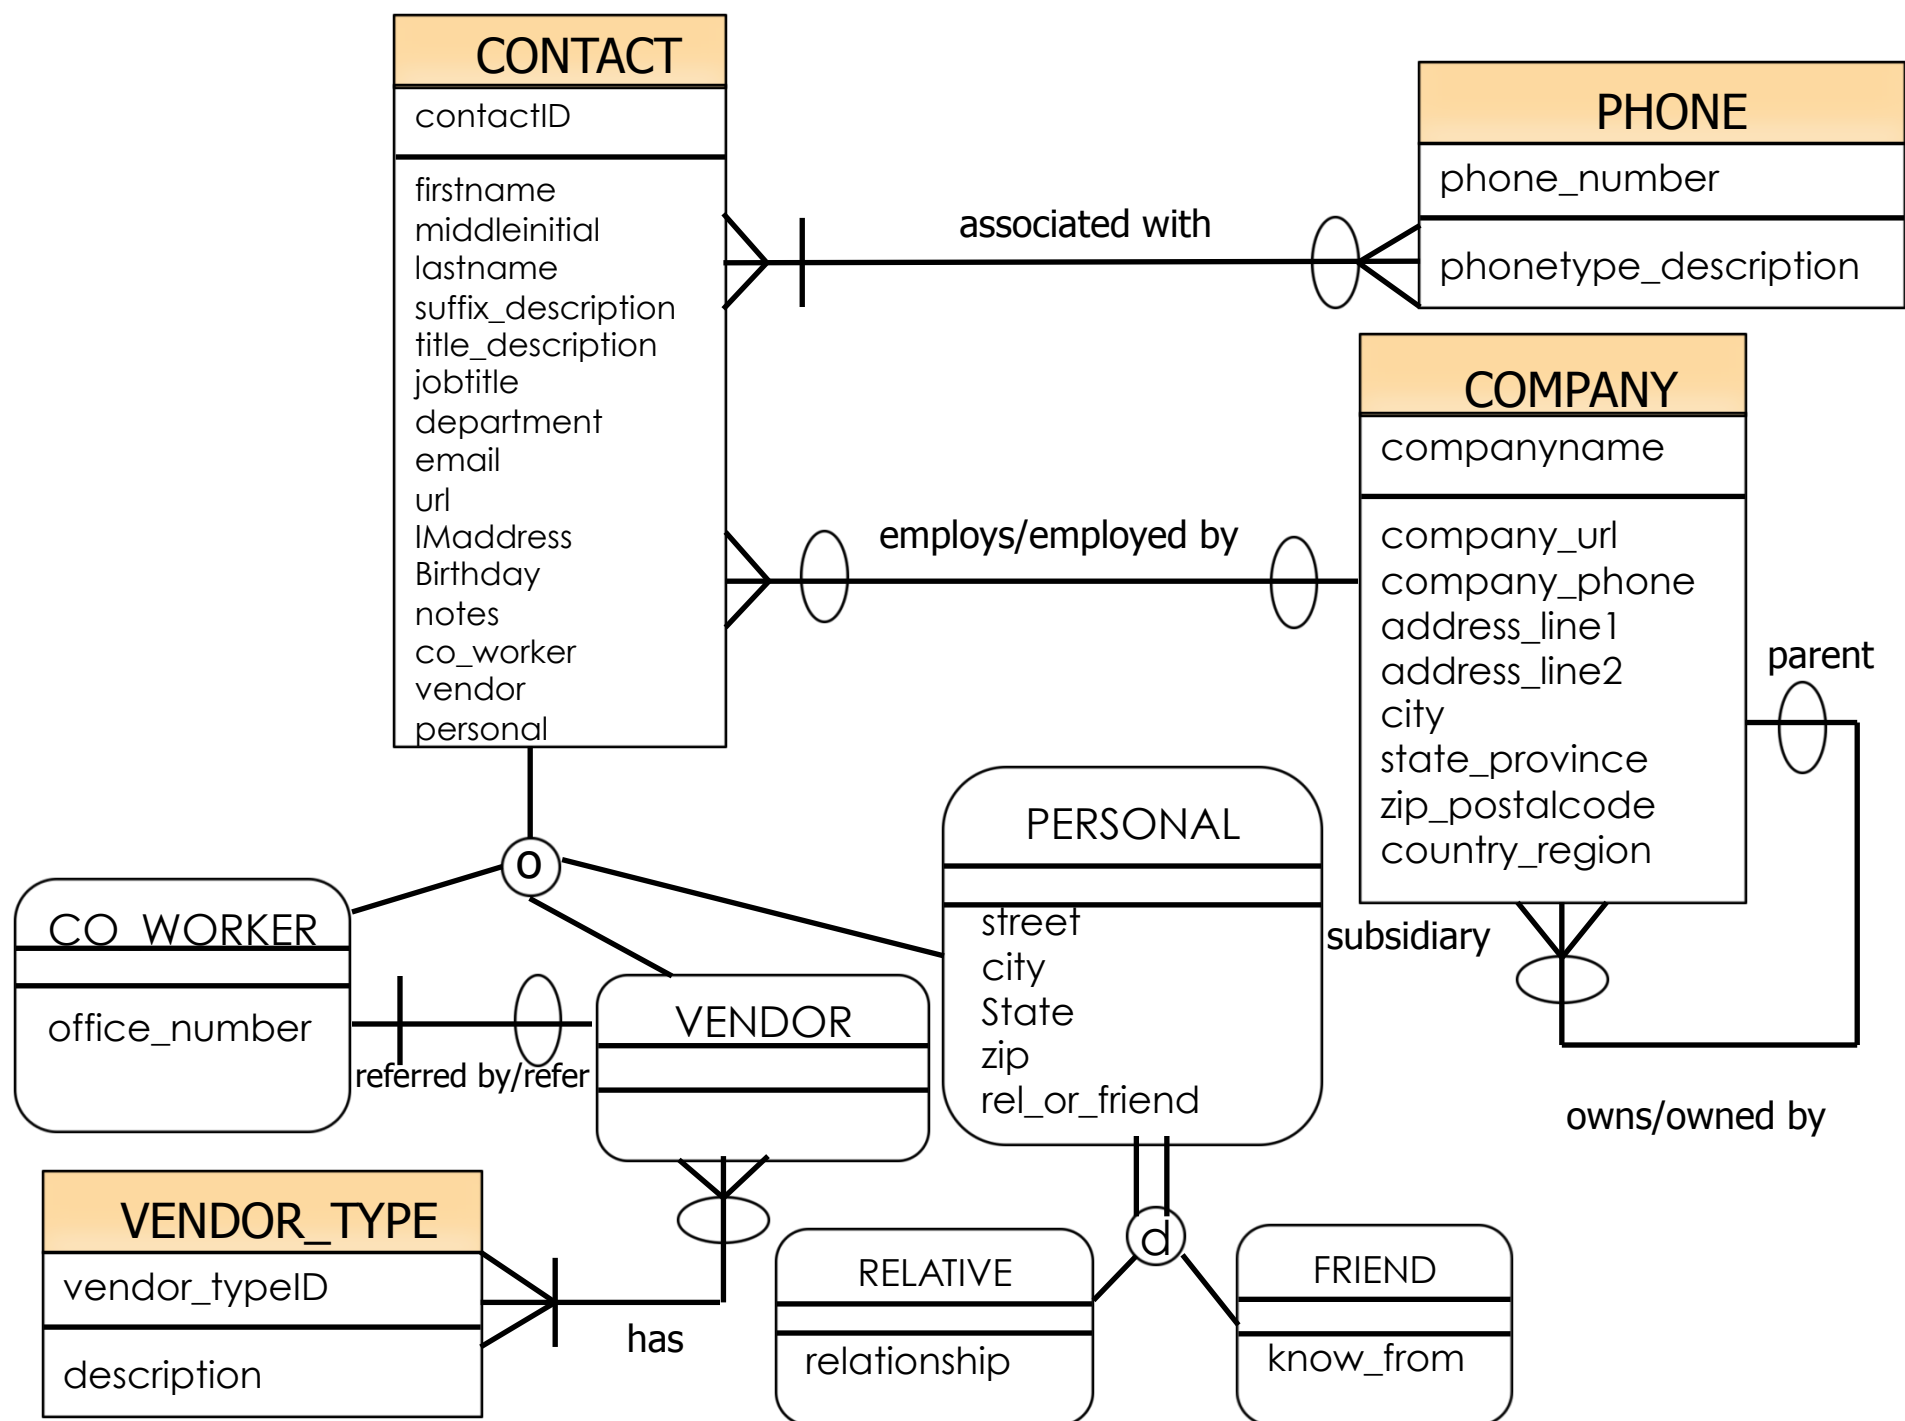 CONTACT
contactID
firstname
middleinitial
lastname
suffix_description
title_description
jobtitle
department
email
url
IMaddress
Birthday
notes
co_worker
vendor
personal
associated with
PHONE
phone_number
phonetype_description
employs/employed by
COMPANY
companyname
company_url
company_phone
address_line1
address_line2
city
state_province
zip_postalcode
country_region
parent
subsidiary
owns/owned by
o
CO_WORKER
office_number
referred by/refer
VENDOR
PERSONAL
street
city
State
zip
rel_or_friend
VENDOR_TYPE
vendor_typeID
description
has
d
RELATIVE
relationship
FRIEND
know_from